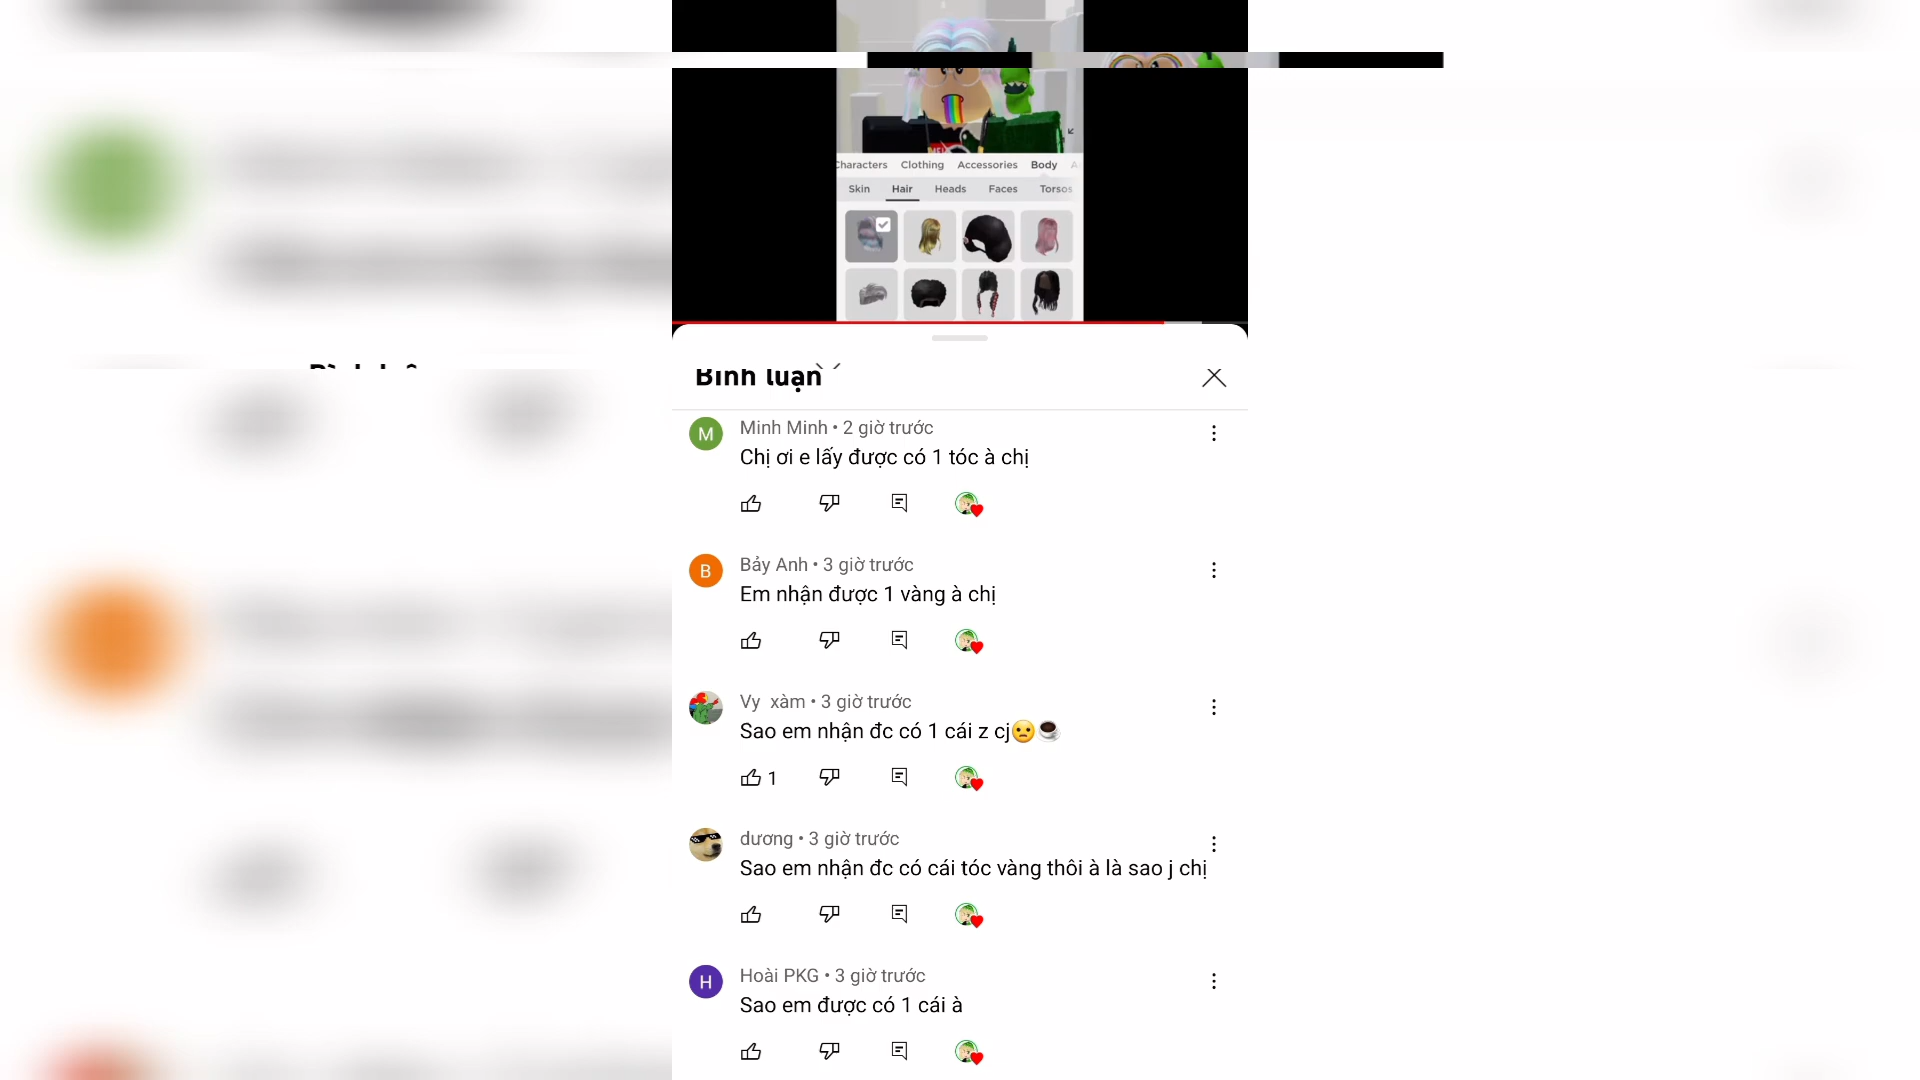 Characters Clothing Accessories Body
Skin Hair Heads Faces Torsos
Bình luận
M
Minh Minh • 2 giờ trước
Chị ơi e lấy được có 1 tóc à chị
B
Bảy Anh • 3 giờ trước
Em nhận được 1 vàng à chị
Vy xàm • 3 giờ trước
Sao em nhận đc có 1 cái z cj😦☕
1
dương • 3 giờ trước
Sao em nhận đc có cái tóc vàng thôi à là sao j chị
H
Hoài PKG • 3 giờ trước
Sao em được có 1 cái à